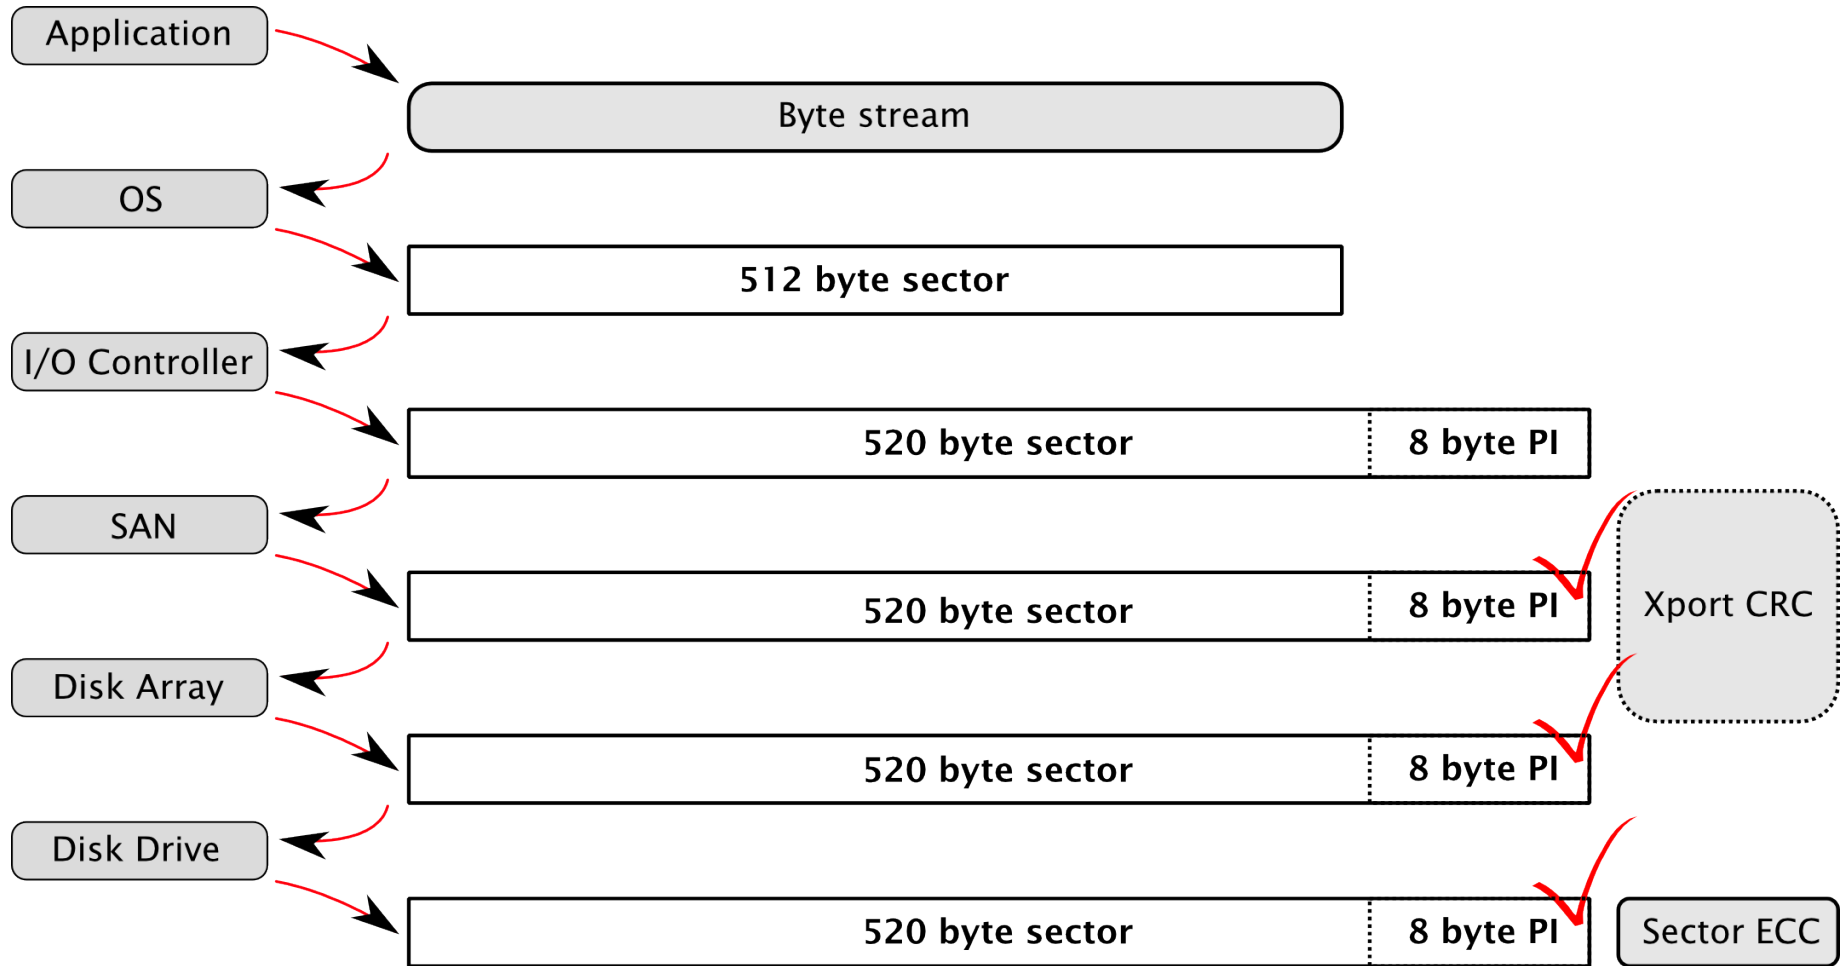 Application
Byte stream
OS
512 byte sector
I/O Controller
520 byte sector
8 byte PI
SAN
520 byte sector
8 byte PI
Xport CRC
Disk Array
520 byte sector
8 byte PI
Disk Drive
520 byte sector
8 byte PI
Sector ECC